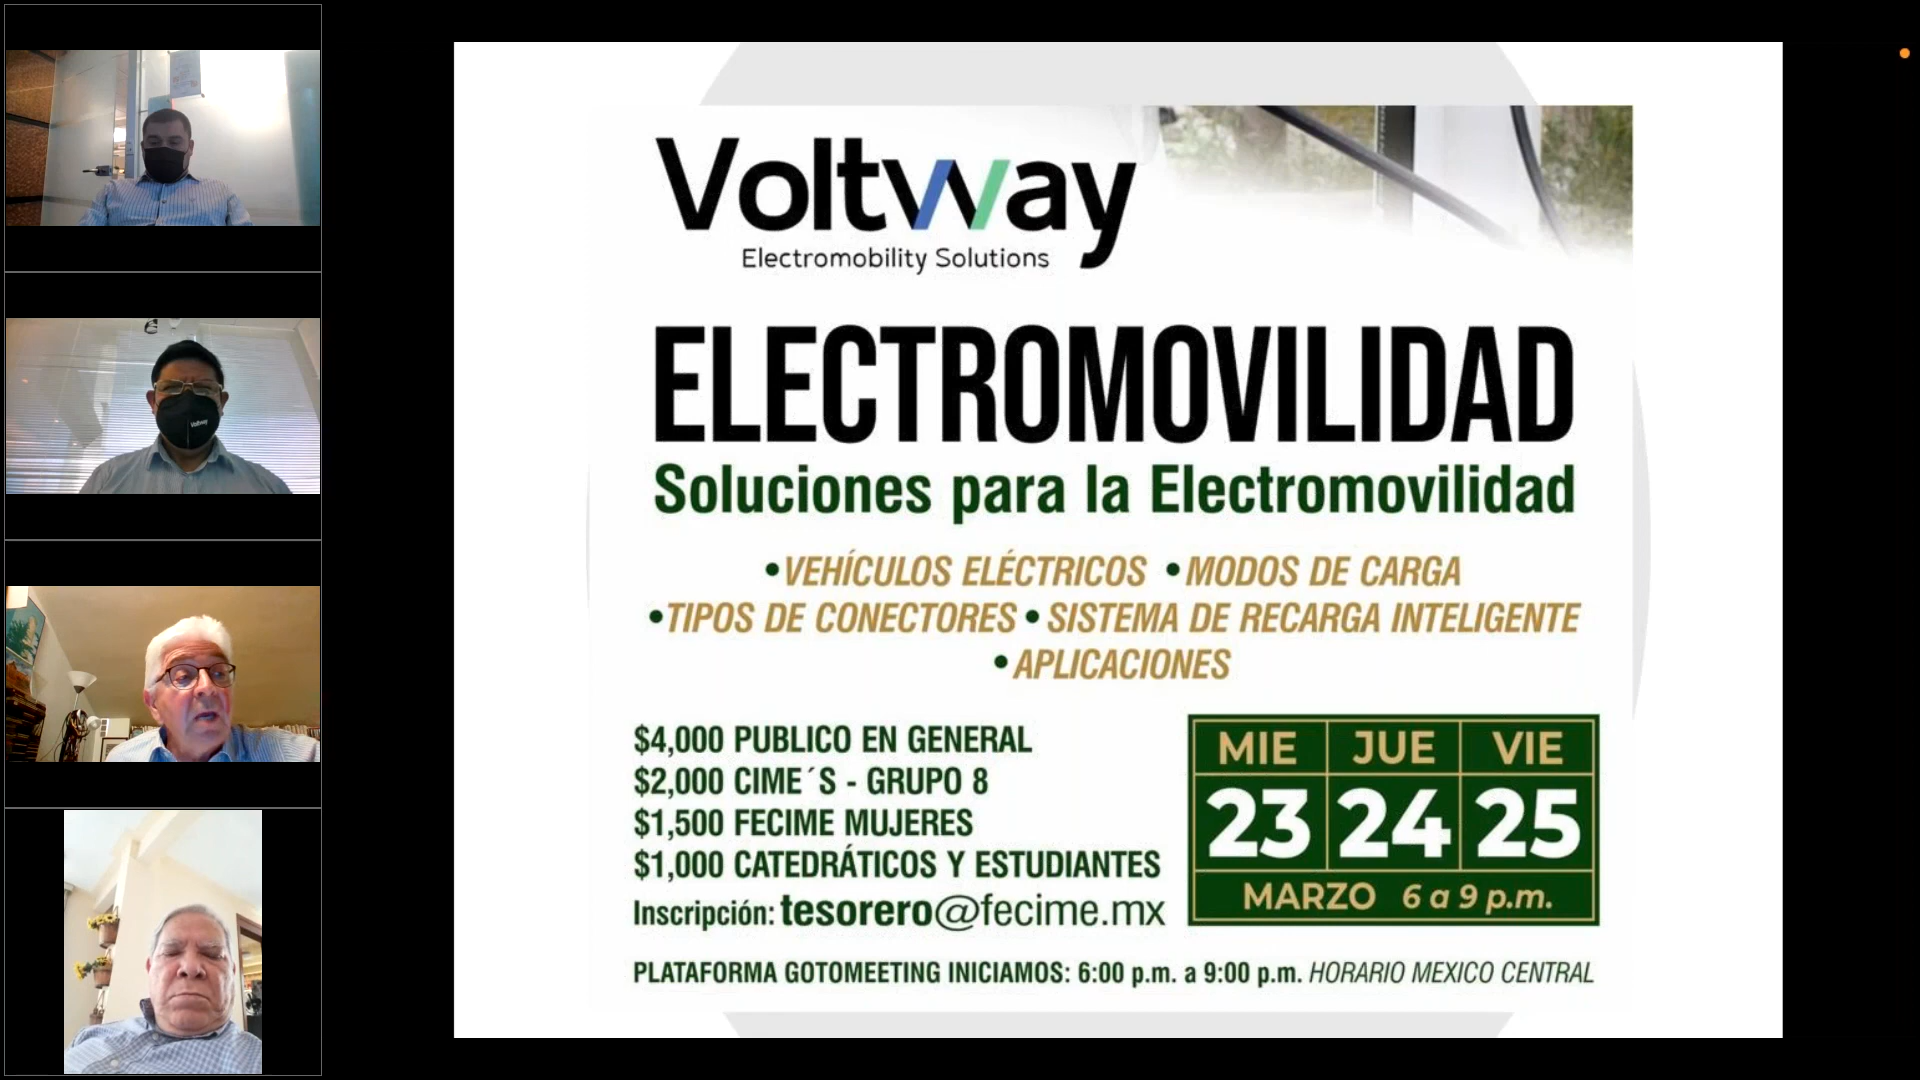 Voltway
Electromobility Solutions
ELECTROMOVILIDAD
Soluciones para la Electromovilidad
•VEHÍCULOS ELÉCTRICOS •MODOS DE CARGA
•TIPOS DE CONECTORES •SISTEMA DE RECARGA INTELIGENTE
•APLICACIONES
$4,000 PUBLICO EN GENERAL
$2,000 CIME´S - GRUPO 8
$1,500 FECIME MUJERES
$1,000 CATEDRÁTICOS Y ESTUDIANTES
Inscripción: tesorero@fecime.mx
MIE JUE VIE
23 24 25
MARZO 6 a 9 p.m.
PLATAFORMA GOTOMEETING INICIAMOS: 6:00 p.m. a 9:00 p.m. HORARIO MEXICO CENTRAL
Voltway